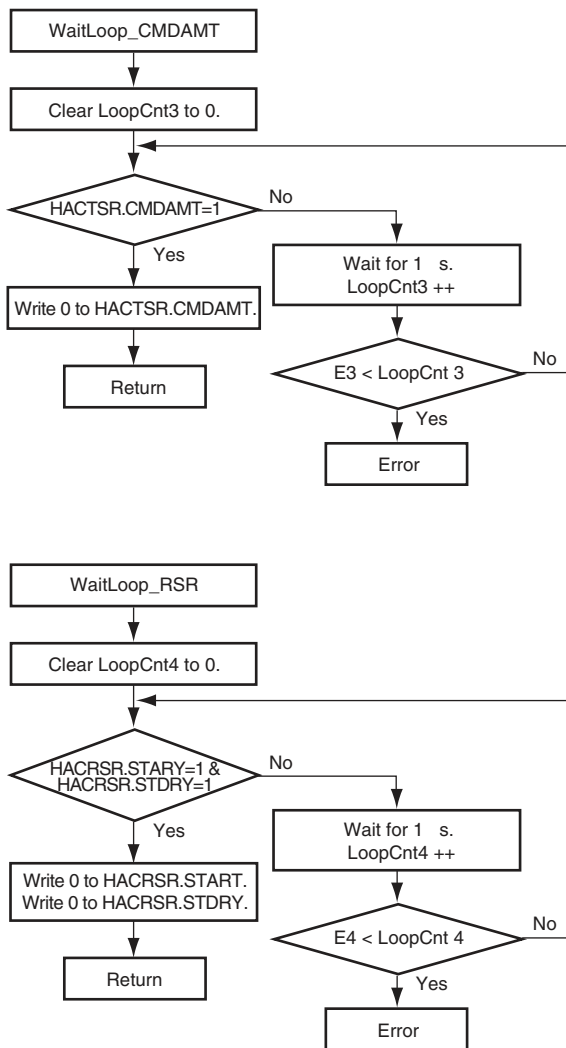 WaitLoop_CMDAMT
Clear LoopCnt3 to 0.
HACTSR.CMDAMT=1
No
Yes
Wait for 1 s.
LoopCnt3 ++
Write 0 to HACTSR.CMDAMT.
E3 < LoopCnt 3
No
Return
Yes
Error
WaitLoop_RSR
Clear LoopCnt4 to 0.
HACRSR.STARY=1 &
HACRSR.STDRY=1
No
Yes
Wait for 1 s.
LoopCnt4 ++
Write 0 to HACRSR.START.
Write 0 to HACRSR.STDRY.
E4 < LoopCnt 4
No
Return
Yes
Error